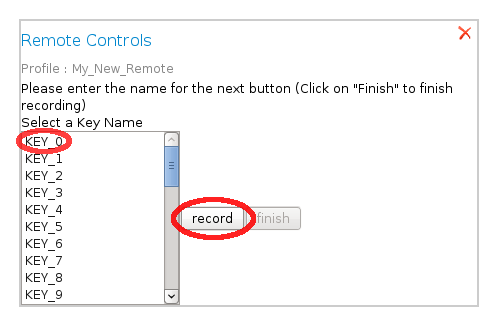 Remote Controls
Profile : My_New_Remote
Please enter the name for the next button (Click on "Finish" to finish
recording)
Select a Key Name
KEY_0
KEY_1
KEY_2
KEY_3
KEY_4
KEY_5
KEY_6
KEY_7
KEY_8
KEY_9
record
finish